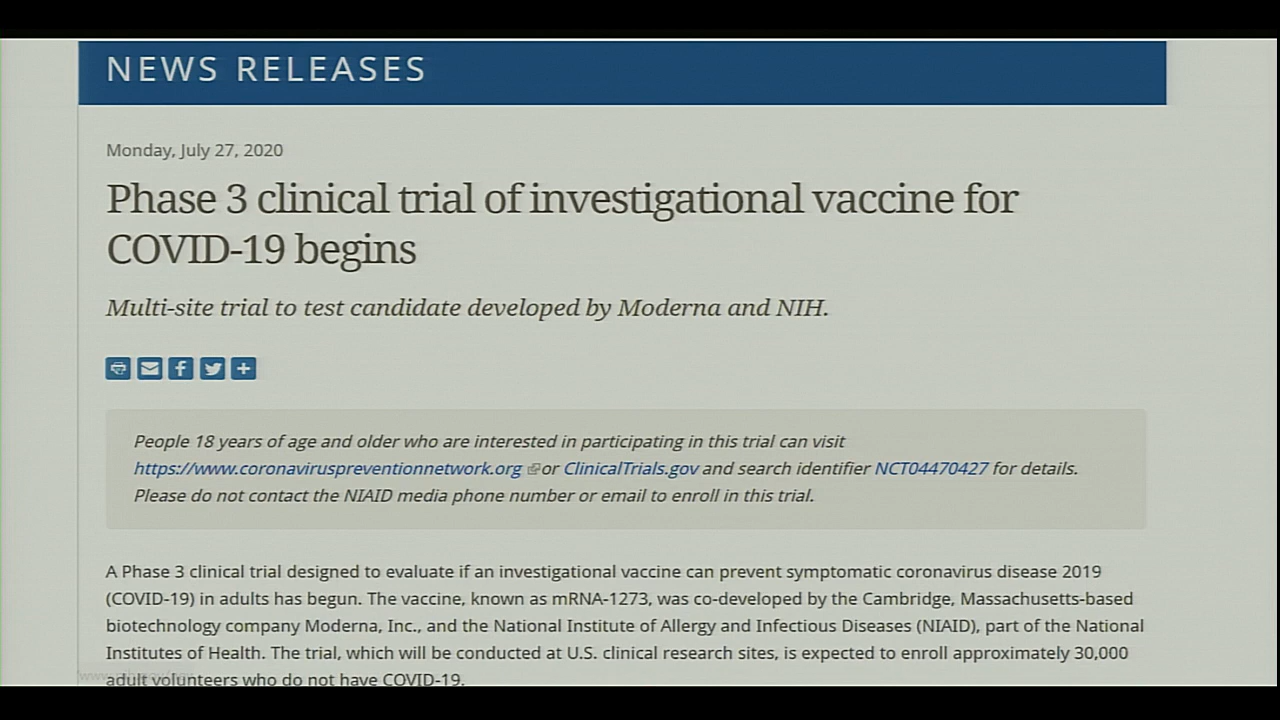 NEWS RELEASES
Monday, July 27, 2020
Phase 3 clinical trial of investigational vaccine for
COVID-19 begins
Multi-site trial to test candidate developed by Moderna and NIH.
People 18 years of age and older who are interested in participating in this trial can visit
https://www.coronaviruspreventionnetwork.org or ClinicalTrials.gov and search identifier NCT04470427 for details.
Please do not contact the NIAID media phone number or email to enroll in this trial.
A Phase 3 clinical trial designed to evaluate if an investigational vaccine can prevent symptomatic coronavirus disease 2019
(COVID-19) in adults has begun. The vaccine, known as mRNA-1273, was co-developed by the Cambridge, Massachusetts-based
biotechnology company Moderna, Inc., and the National Institute of Allergy and Infectious Diseases (NIAID), part of the National
Institutes of Health. The trial, which will be conducted at U.S. clinical research sites, is expected to enroll approximately 30,000
adult volunteers who do not have COVID-19.